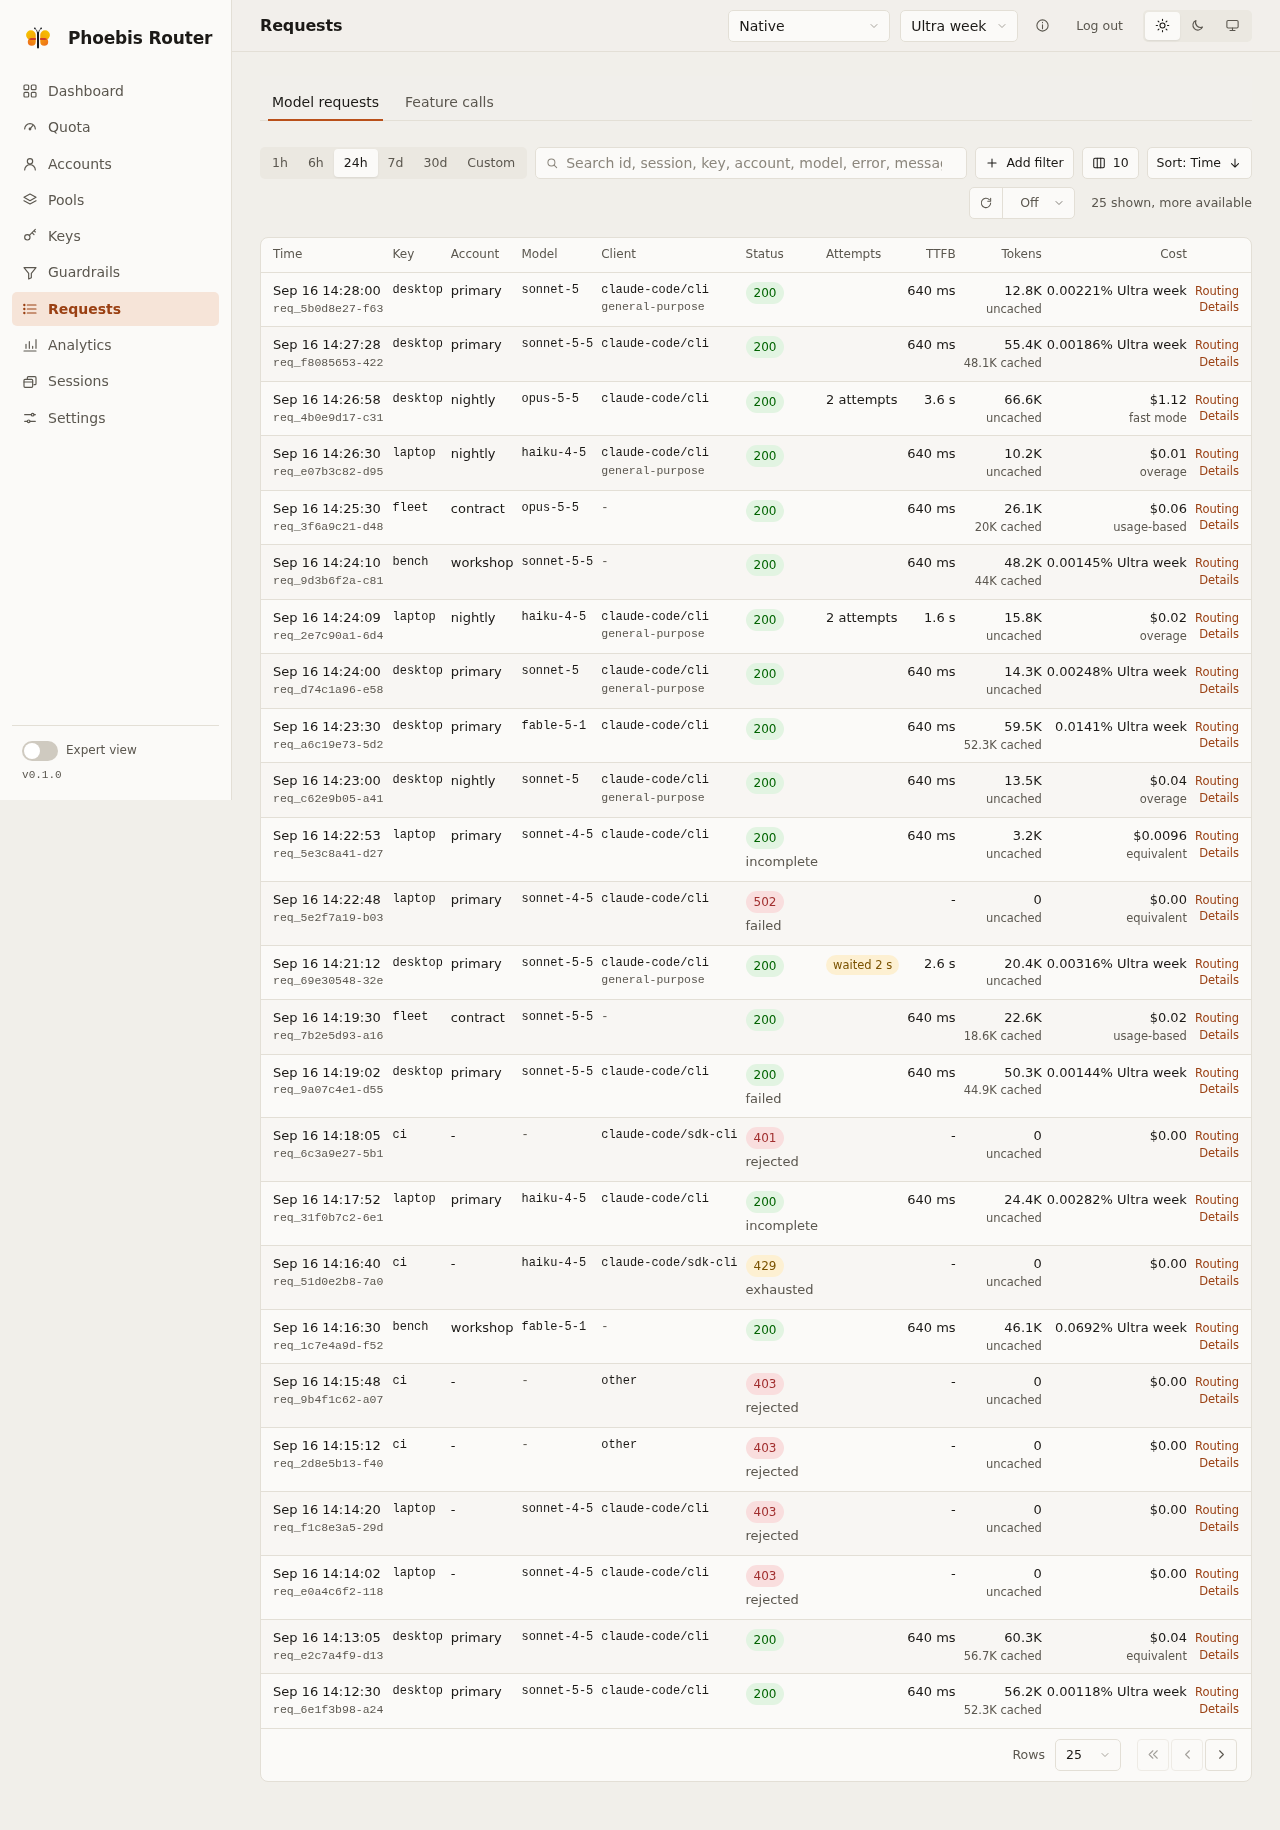 Phoebis Router
Dashboard
Quota
Accounts
Pools
Keys
Guardrails
Requests
Analytics
Sessions
Settings
Expert view
v0.1.0
Requests
Native
Ultra week
Log out
Model requests
Feature calls
1h 6h 24h 7d 30d Custom
Search id, session, key, account, model, error, messag
Add filter
10
Sort: Time
Off
25 shown, more available
Time Key Account Model Client Status Attempts TTFB Tokens Cost
Sep 16 14:28:00 desktop primary sonnet-5 claude-code/cli 200 640 ms 12.8K 0.00221% Ultra week Routing
req_5b0d8e27-f63 general-purpose uncached Details
Sep 16 14:27:28 desktop primary sonnet-5-5 claude-code/cli 200 640 ms 55.4K 0.00186% Ultra week Routing
req_f8085653-422 48.1K cached Details
Sep 16 14:26:58 desktop nightly opus-5-5 claude-code/cli 200 2 attempts 3.6 s 66.6K $1.12 Routing
req_4b0e9d17-c31 uncached fast mode Details
Sep 16 14:26:30 laptop nightly haiku-4-5 claude-code/cli 200 640 ms 10.2K $0.01 Routing
req_e07b3c82-d95 general-purpose uncached overage Details
Sep 16 14:25:30 fleet contract opus-5-5 - 200 640 ms 26.1K $0.06 Routing
req_3f6a9c21-d48 20K cached usage-based Details
Sep 16 14:24:10 bench workshop sonnet-5-5 - 200 640 ms 48.2K 0.00145% Ultra week Routing
req_9d3b6f2a-c81 44K cached Details
Sep 16 14:24:09 laptop nightly haiku-4-5 claude-code/cli 200 2 attempts 1.6 s 15.8K $0.02 Routing
req_2e7c90a1-6d4 general-purpose uncached overage Details
Sep 16 14:24:00 desktop primary sonnet-5 claude-code/cli 200 640 ms 14.3K 0.00248% Ultra week Routing
req_d74c1a96-e58 general-purpose uncached Details
Sep 16 14:23:30 desktop primary fable-5-1 claude-code/cli 200 640 ms 59.5K 0.0141% Ultra week Routing
req_a6c19e73-5d2 52.3K cached Details
Sep 16 14:23:00 desktop nightly sonnet-5 claude-code/cli 200 640 ms 13.5K $0.04 Routing
req_c62e9b05-a41 general-purpose uncached overage Details
Sep 16 14:22:53 laptop primary sonnet-4-5 claude-code/cli 200 640 ms 3.2K $0.0096 Routing
req_5e3c8a41-d27 incomplete uncached equivalent Details
Sep 16 14:22:48 laptop primary sonnet-4-5 claude-code/cli 502 - 0 $0.00 Routing
req_5e2f7a19-b03 failed uncached equivalent Details
Sep 16 14:21:12 desktop primary sonnet-5-5 claude-code/cli 200 waited 2 s 2.6 s 20.4K 0.00316% Ultra week Routing
req_69e30548-32e general-purpose uncached Details
Sep 16 14:19:30 fleet contract sonnet-5-5 - 200 640 ms 22.6K $0.02 Routing
req_7b2e5d93-a16 18.6K cached usage-based Details
Sep 16 14:19:02 desktop primary sonnet-5-5 claude-code/cli 200 640 ms 50.3K 0.00144% Ultra week Routing
req_9a07c4e1-d55 failed 44.9K cached Details
Sep 16 14:18:05 ci - - claude-code/sdk-cli 401 - 0 $0.00 Routing
req_6c3a9e27-5b1 rejected uncached Details
Sep 16 14:17:52 laptop primary haiku-4-5 claude-code/cli 200 640 ms 24.4K 0.00282% Ultra week Routing
req_31f0b7c2-6e1 incomplete uncached Details
Sep 16 14:16:40 ci - haiku-4-5 claude-code/sdk-cli 429 - 0 $0.00 Routing
req_51d0e2b8-7a0 exhausted uncached Details
Sep 16 14:16:30 bench workshop fable-5-1 - 200 640 ms 46.1K 0.0692% Ultra week Routing
req_1c7e4a9d-f52 uncached Details
Sep 16 14:15:48 ci - - other 403 - 0 $0.00 Routing
req_9b4f1c62-a07 rejected uncached Details
Sep 16 14:15:12 ci - - other 403 - 0 $0.00 Routing
req_2d8e5b13-f40 rejected uncached Details
Sep 16 14:14:20 laptop - sonnet-4-5 claude-code/cli 403 - 0 $0.00 Routing
req_f1c8e3a5-29d rejected uncached Details
Sep 16 14:14:02 laptop - sonnet-4-5 claude-code/cli 403 - 0 $0.00 Routing
req_e0a4c6f2-118 rejected uncached Details
Sep 16 14:13:05 desktop primary sonnet-4-5 claude-code/cli 200 640 ms 60.3K $0.04 Routing
req_e2c7a4f9-d13 56.7K cached equivalent Details
Sep 16 14:12:30 desktop primary sonnet-5-5 claude-code/cli 200 640 ms 56.2K 0.00118% Ultra week Routing
req_6e1f3b98-a24 52.3K cached Details
Rows 25